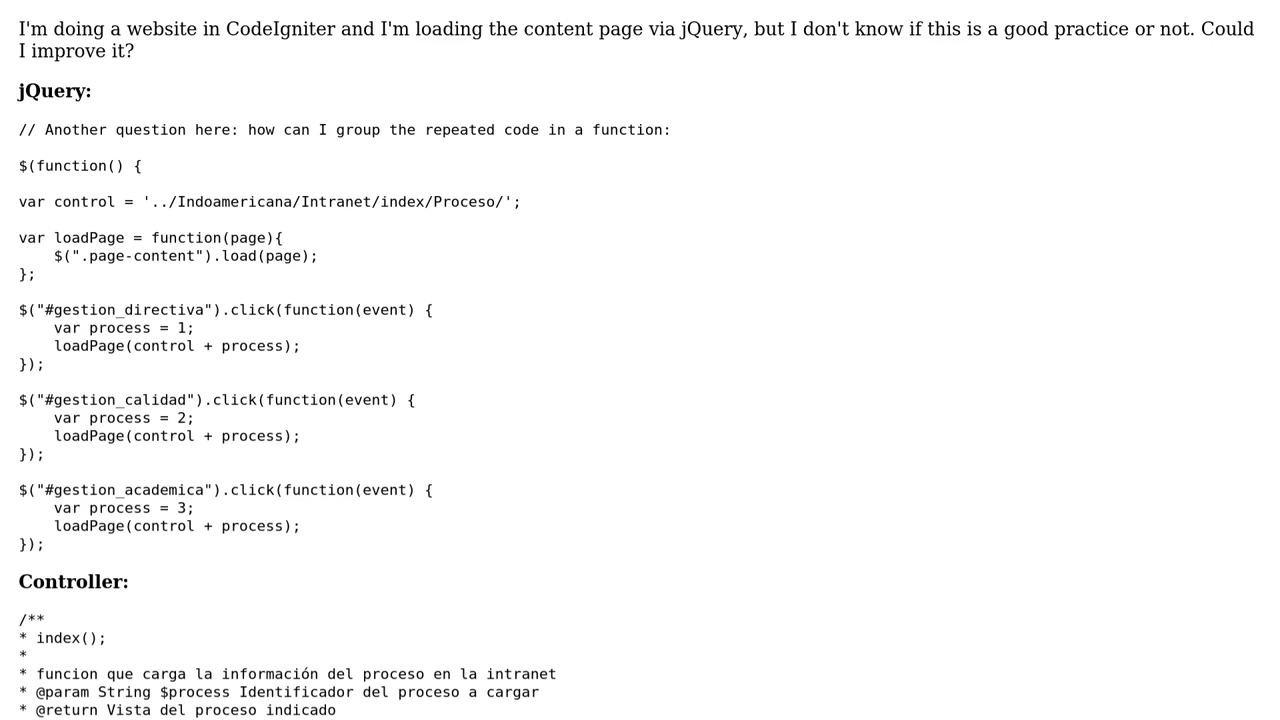 I'm doing a website in CodeIgniter and I'm loading the content page via jQuery, but I don't know if this is a good practice or not. Could
I improve it?
jQuery:
// Another question here: how can I group the repeated code in a function:
$(function() {
var control = '../Indoamericana/Intranet/index/Proceso/';
var loadPage = function(page){
    $(".page-content").load(page);
};
$("#gestion_directiva").click(function(event) {
    var process = 1;
    loadPage(control + process);
});
$("#gestion_calidad").click(function(event) {
    var process = 2;
    loadPage(control + process);
});
$("#gestion_academica").click(function(event) {
    var process = 3;
    loadPage(control + process);
});
Controller:
/**
* index();
*
* funcion que carga la información del proceso en la intranet
* @param String $process Identificador del proceso a cargar
* @return Vista del proceso indicado